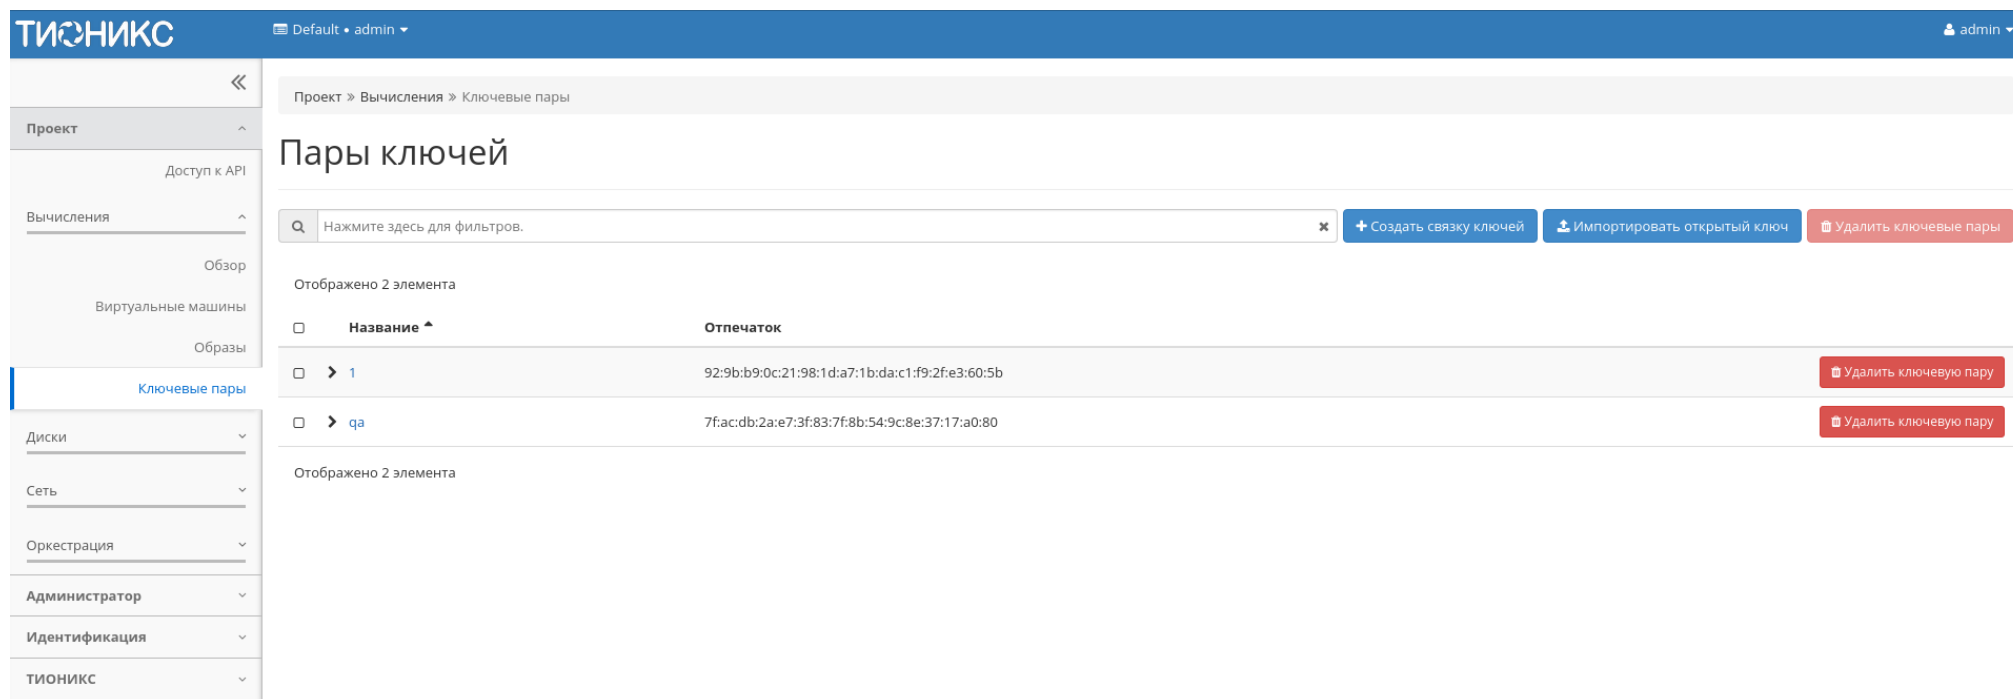 ТИОНИКС
Default • admin
admin
Проект » Вычисления » Ключевые пары
Проект
Доступ к API
Вычисления
Обзор
Виртуальные машины
Образы
Ключевые пары
Диски
Сеть
Оркестрация
Администратор
Идентификация
ТИОНИКС
Пары ключей
Нажмите здесь для фильтров.
Создать связку ключей
Импортировать открытый ключ
Удалить ключевые пары
Отображено 2 элемента
Название Отпечаток
1 92:9b:b9:0c:21:98:1d:a7:1b:da:c1:f9:2f:e3:60:5b Удалить ключевую пару
qa 7f:ac:db:2a:e7:3f:83:7f:8b:54:9c:8e:37:17:a0:80 Удалить ключевую пару
Отображено 2 элемента